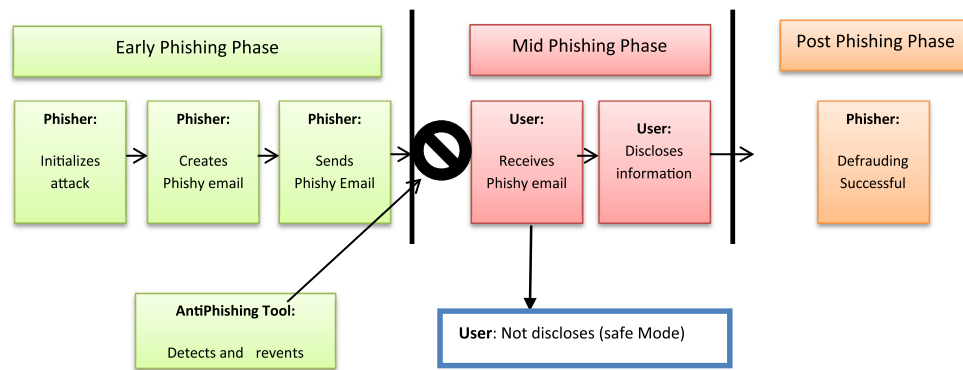 Early Phishing Phase
Mid Phishing Phase
Post Phishing Phase
Phisher:
Initializes
attack
Phisher:
Creates
Phishy email
Phisher:
Sends
Phishy Email
User:
Receives
Phishy email
User:
Discloses
information
Phisher:
Defrauding
Successful
AntiPhishing Tool:
Detects and revents
User: Not discloses (safe Mode)